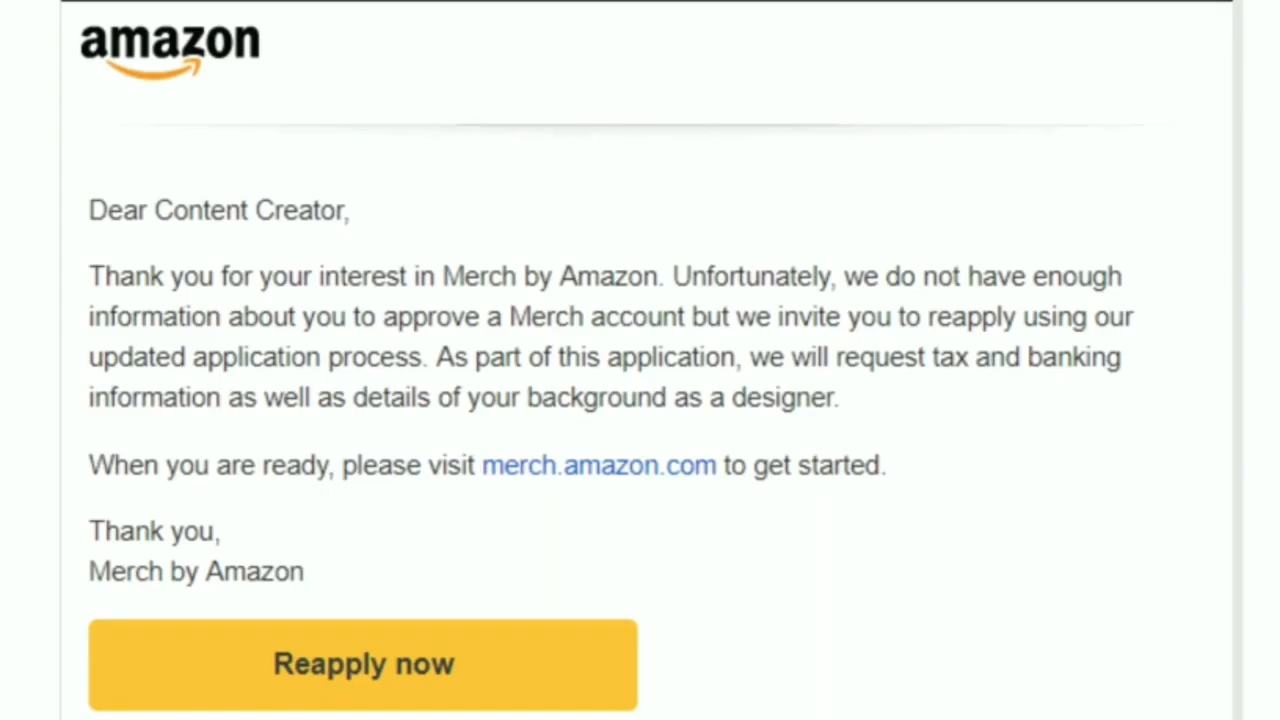 amazon
Dear Content Creator,
Thank you for your interest in Merch by Amazon. Unfortunately, we do not have enough
information about you to approve a Merch account but we invite you to reapply using our
updated application process. As part of this application, we will request tax and banking
information as well as details of your background as a designer.
When you are ready, please visit merch.amazon.com to get started.
Thank you,
Merch by Amazon
Reapply now